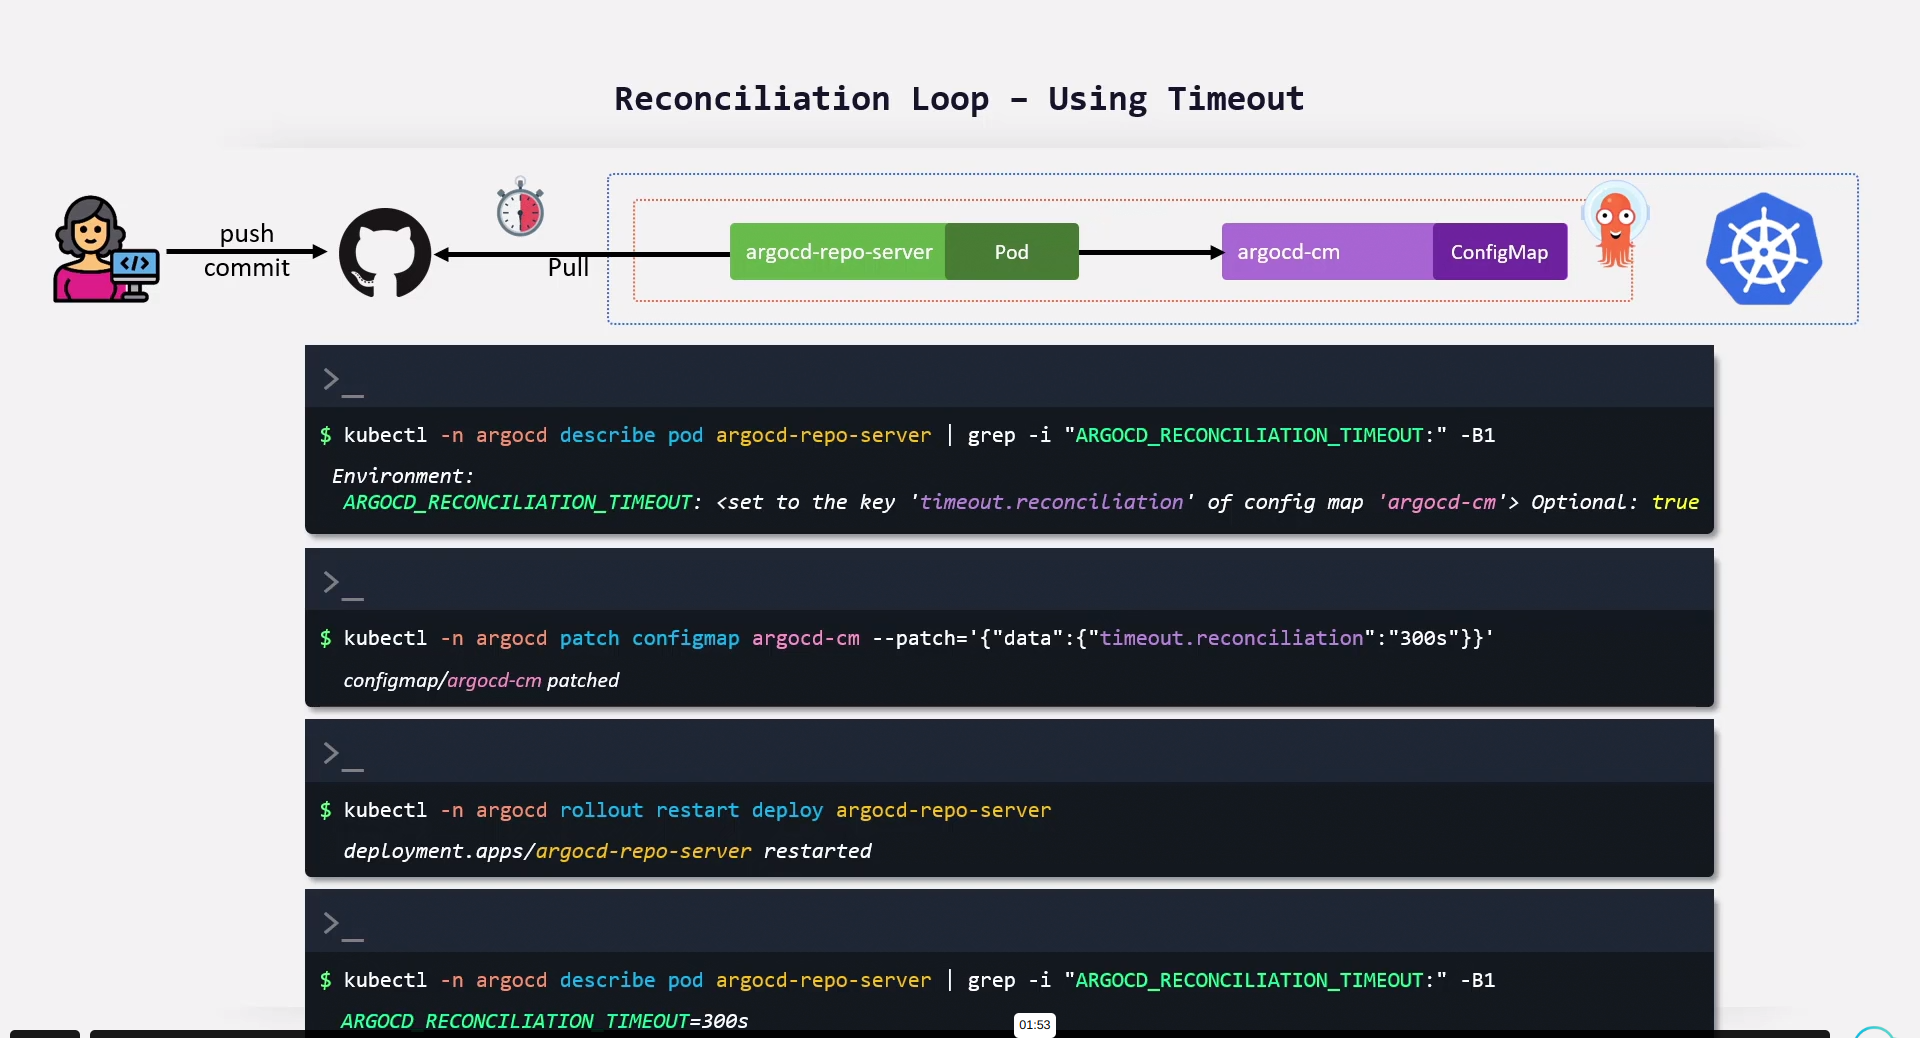 Reconciliation Loop – Using Timeout
push
commit
Pull
argocd-repo-server
Pod
argocd-cm
ConfigMap
</>
>_
$ kubectl -n argocd describe pod argocd-repo-server | grep -i "ARGOCD_RECONCILIATION_TIMEOUT:" -B1
Environment:
ARGOCD_RECONCILIATION_TIMEOUT: <set to the key 'timeout.reconciliation' of config map 'argocd-cm'> Optional: true
>_
$ kubectl -n argocd patch configmap argocd-cm --patch='{"data":{"timeout.reconciliation":"300s"}}'
configmap/argocd-cm patched
>_
$ kubectl -n argocd rollout restart deploy argocd-repo-server
deployment.apps/argocd-repo-server restarted
>_
$ kubectl -n argocd describe pod argocd-repo-server | grep -i "ARGOCD_RECONCILIATION_TIMEOUT:" -B1
ARGOCD_RECONCILIATION_TIMEOUT=300s
01:53